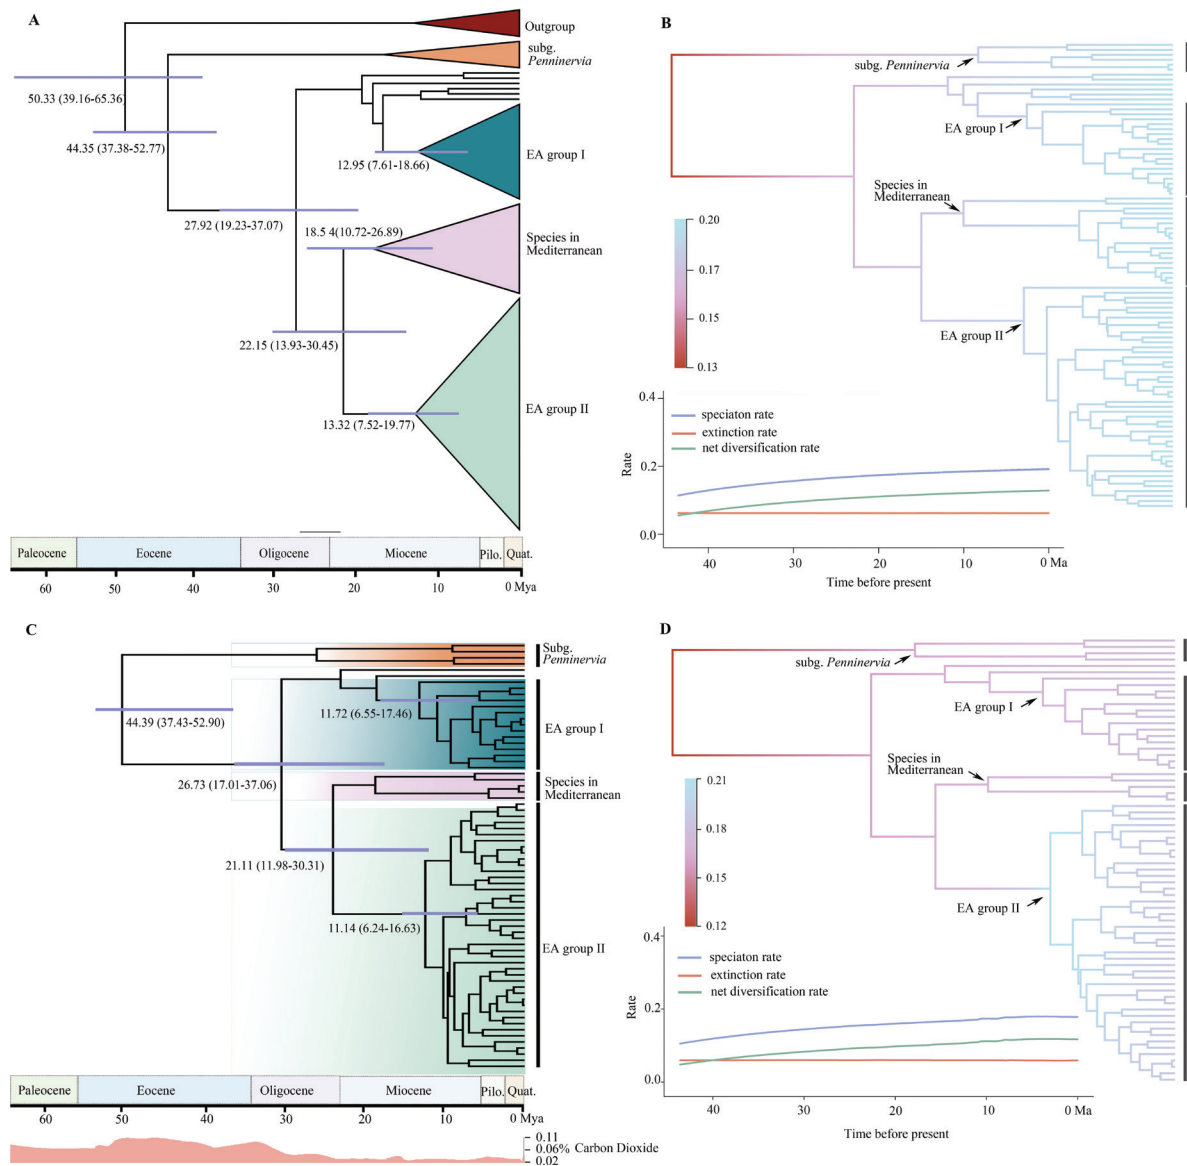 A
Outgroup
subg.
Penninervia
50.33 (39.16-65.36)
44.35 (37.38-52.77)
12.95 (7.61-18.66)
EA group I
27.92 (19.23-37.07)
18.5 4(10.72-26.89)
Species in
Mediterranean
22.15 (13.93-30.45)
EA group II
13.32 (7.52-19.77)
Paleocene
Eocene
Oligocene
Miocene
Pilo.
Quat.
60
50
40
30
20
10
0 Mya
B
subg. Penninervia
EA group I
Species in
Mediterranean
EA group II
0.20
0.17
0.15
0.13
0.4
0.2
0.0
Rate
speciaton rate
extinction rate
net diversification rate
40
30
20
10
0 Ma
Time before present
C
Subg.
Penninervia
44.39 (37.43-52.90)
11.72 (6.55-17.46)
EA group I
26.73 (17.01-37.06)
Species in
Mediterranean
21.11 (11.98-30.31)
11.14 (6.24-16.63)
EA group II
Paleocene
Eocene
Oligocene
Miocene
Pilo.
Quat.
60
50
40
30
20
10
0 Mya
0.11
0.06% Carbon Dioxide
0.02
D
subg. Penninervia
EA group I
Species in
Mediterranean
EA group II
0.21
0.18
0.15
0.12
0.4
0.2
0.0
Rate
speciaton rate
extinction rate
net diversification rate
40
30
20
10
0 Ma
Time before present